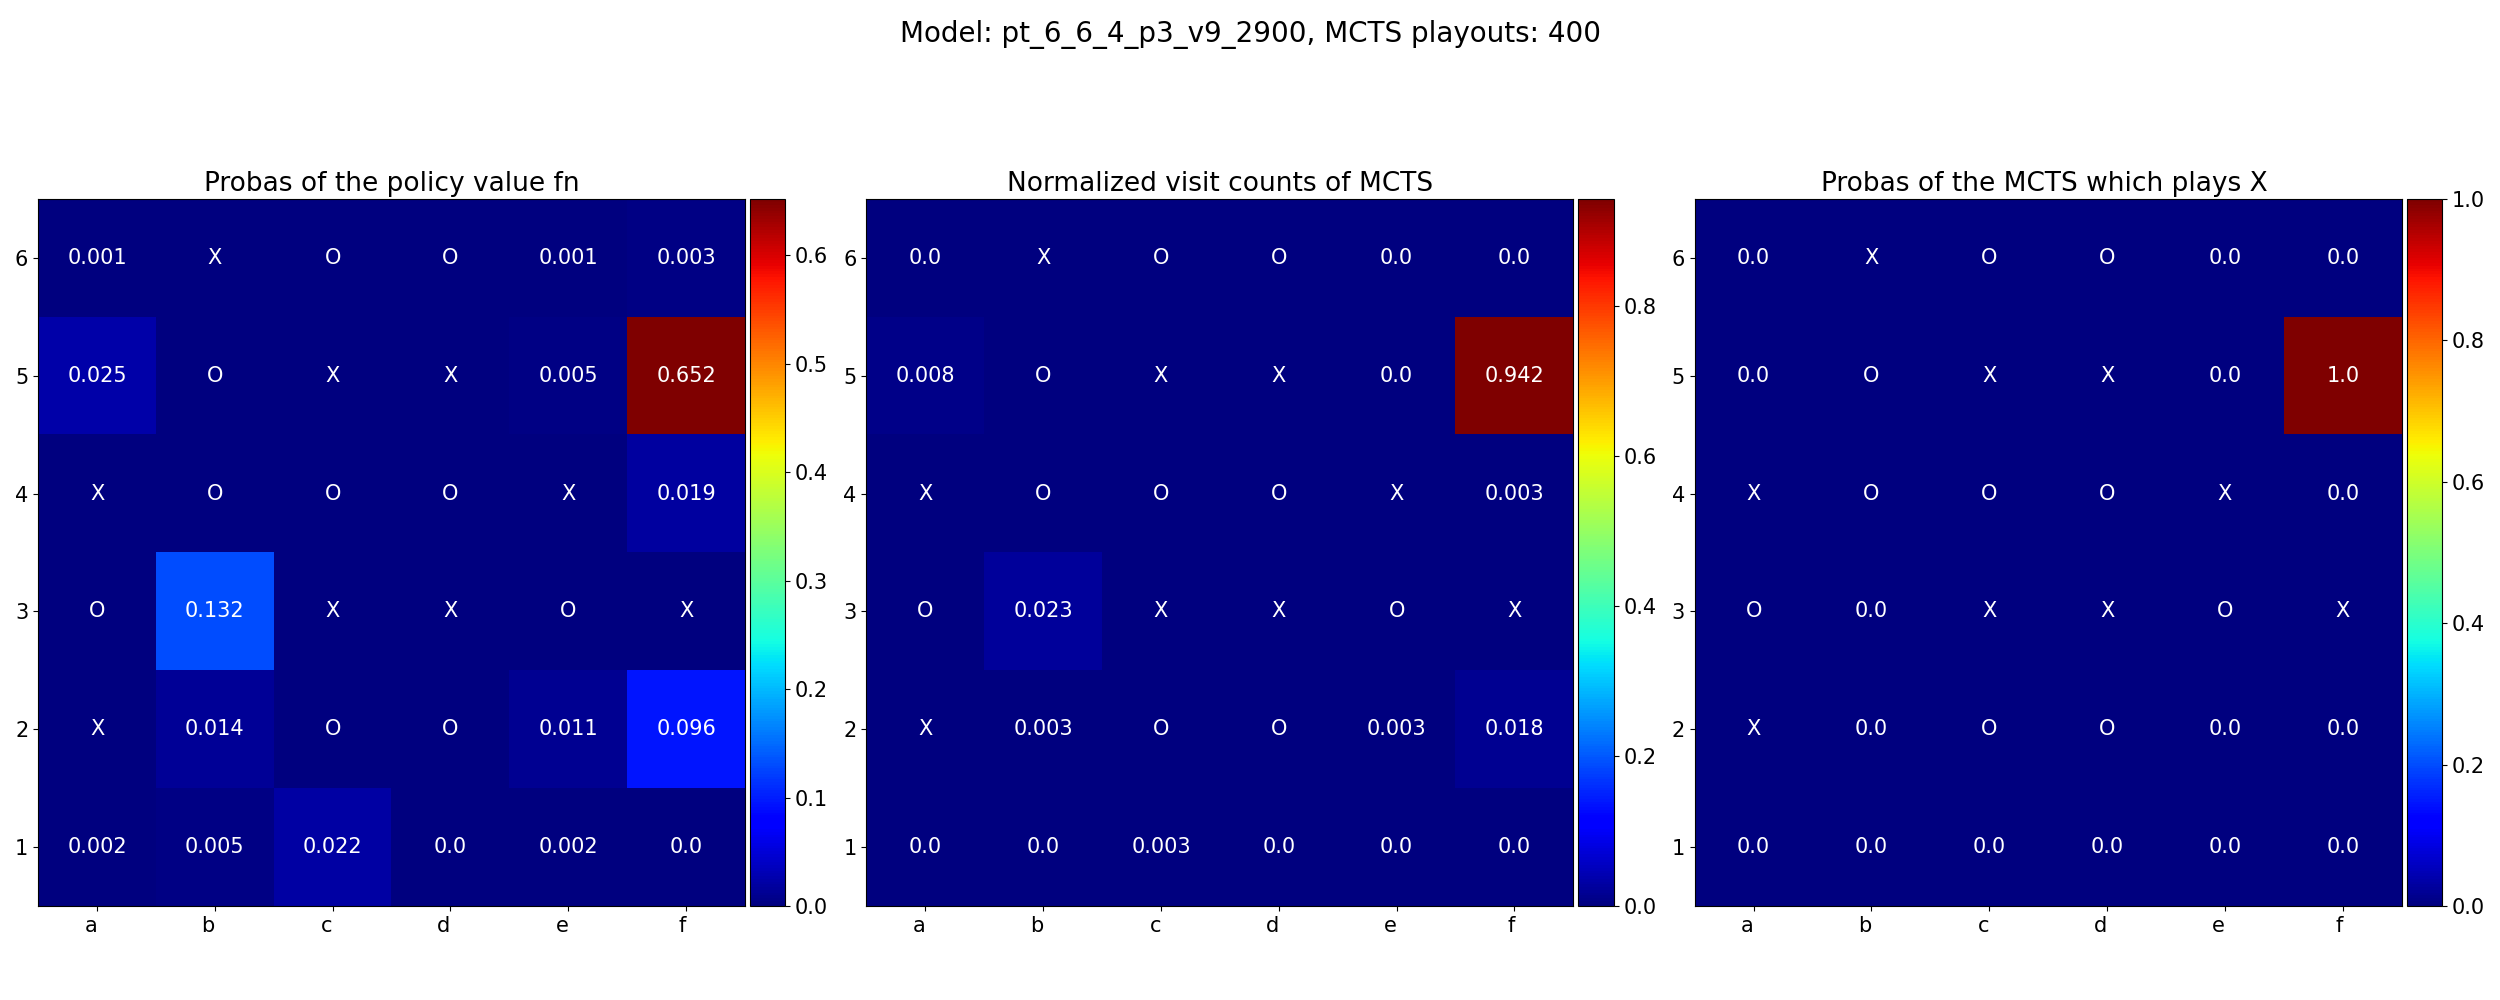 Model: pt_6_6_4_p3_v9_2900, MCTS playouts: 400
Probas of the policy value fn
6 0.001 X O O 0.001 0.003
5 0.025 O X X 0.005 0.652
4 X O O O X 0.019
3 O 0.132 X X O X
2 X 0.014 O O 0.011 0.096
1 0.002 0.005 0.022 0.0 0.002 0.0
a b c d e f
0.6
0.5
0.4
0.3
0.2
0.1
0.0
Normalized visit counts of MCTS
6 0.0 X O O 0.0 0.0
5 0.008 O X X 0.0 0.942
4 X O O O X 0.003
3 O 0.023 X X O X
2 X 0.003 O O 0.003 0.018
1 0.0 0.0 0.003 0.0 0.0 0.0
a b c d e f
0.8
0.6
0.4
0.2
0.0
Probas of the MCTS which plays X
6 0.0 X O O 0.0 0.0
5 0.0 O X X 0.0 1.0
4 X O O O X 0.0
3 O 0.0 X X O X
2 X 0.0 O O 0.0 0.0
1 0.0 0.0 0.0 0.0 0.0 0.0
a b c d e f
1.0
0.8
0.6
0.4
0.2
0.0